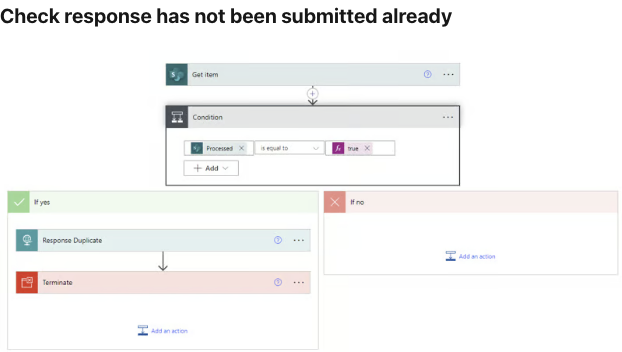 Check response has not been submitted already
Get item
Condition
Processed
is equal to
true
Add
If yes
If no
Response Duplicate
Add an action
Terminate
Add an action